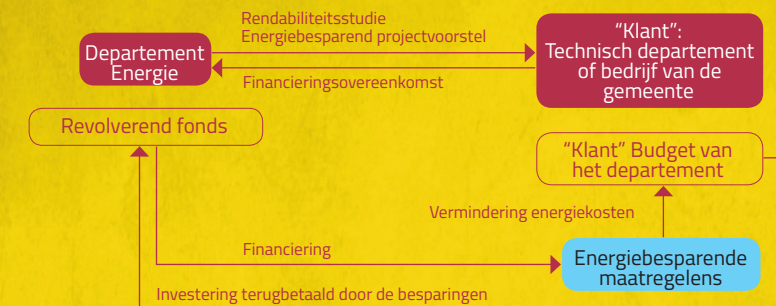 Rendabiliteitsstudie
Energiebesparend projectvoorstel
Departement
Energie
Financieringsovereenkomst
“Klant”:
Technisch departement
of bedrijf van de
gemeente
Revolverend fonds
“Klant” Budget van
het departement
Vermindering energiekosten
Financiering
Energiebesparende
maatregelens
Investering terugbetaald door de besparingen